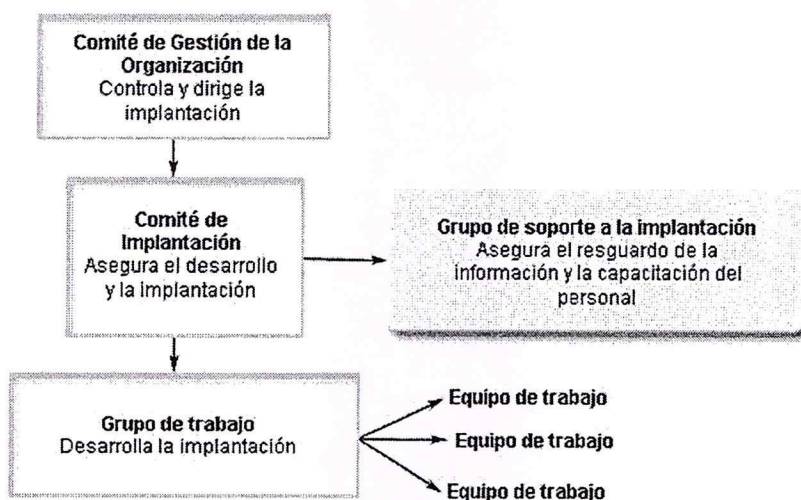 Comité de Gestión de la
Organización
Controla y dirige la
implantación
Comité de
Implantación
Asegura el desarrollo
y la implantación
Grupo de soporte a la implantación
Asegura el resguardo de la
información y la capacitación del
personal
Grupo de trabajo
Desarrolla la implantación
Equipo de trabajo
Equipo de trabajo
Equipo de trabajo